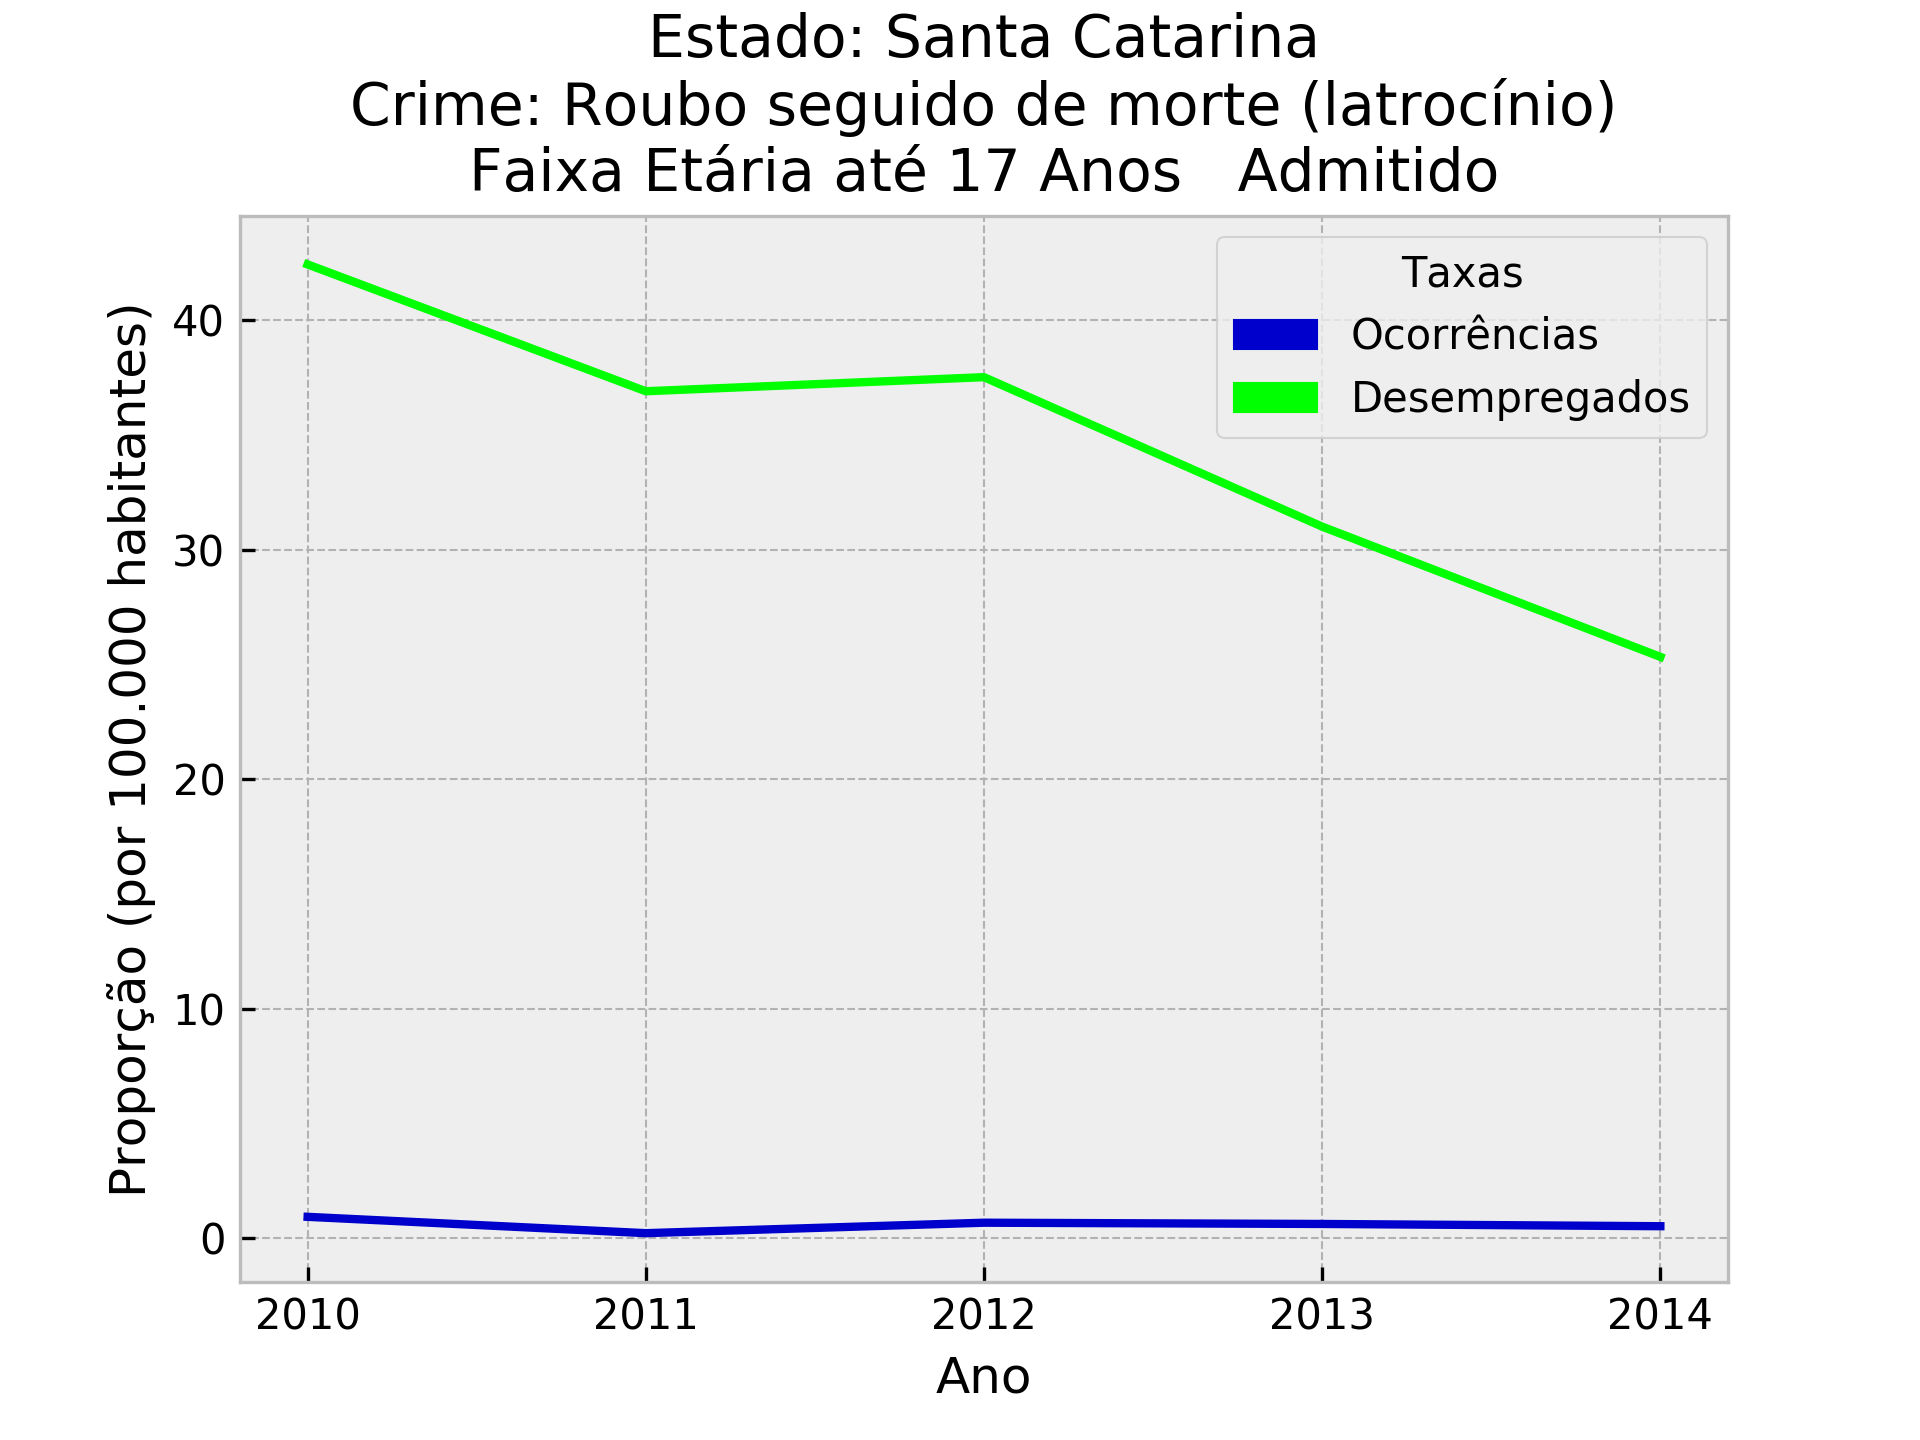 Estado: Santa Catarina
Crime: Roubo seguido de morte (latrocínio)
Faixa Etária até 17 Anos   Admitido
Taxas
Ocorrências
Desempregados
Proporção (por 100.000 habitantes)
40
30
20
10
0
2010 2011 2012 2013 2014
Ano